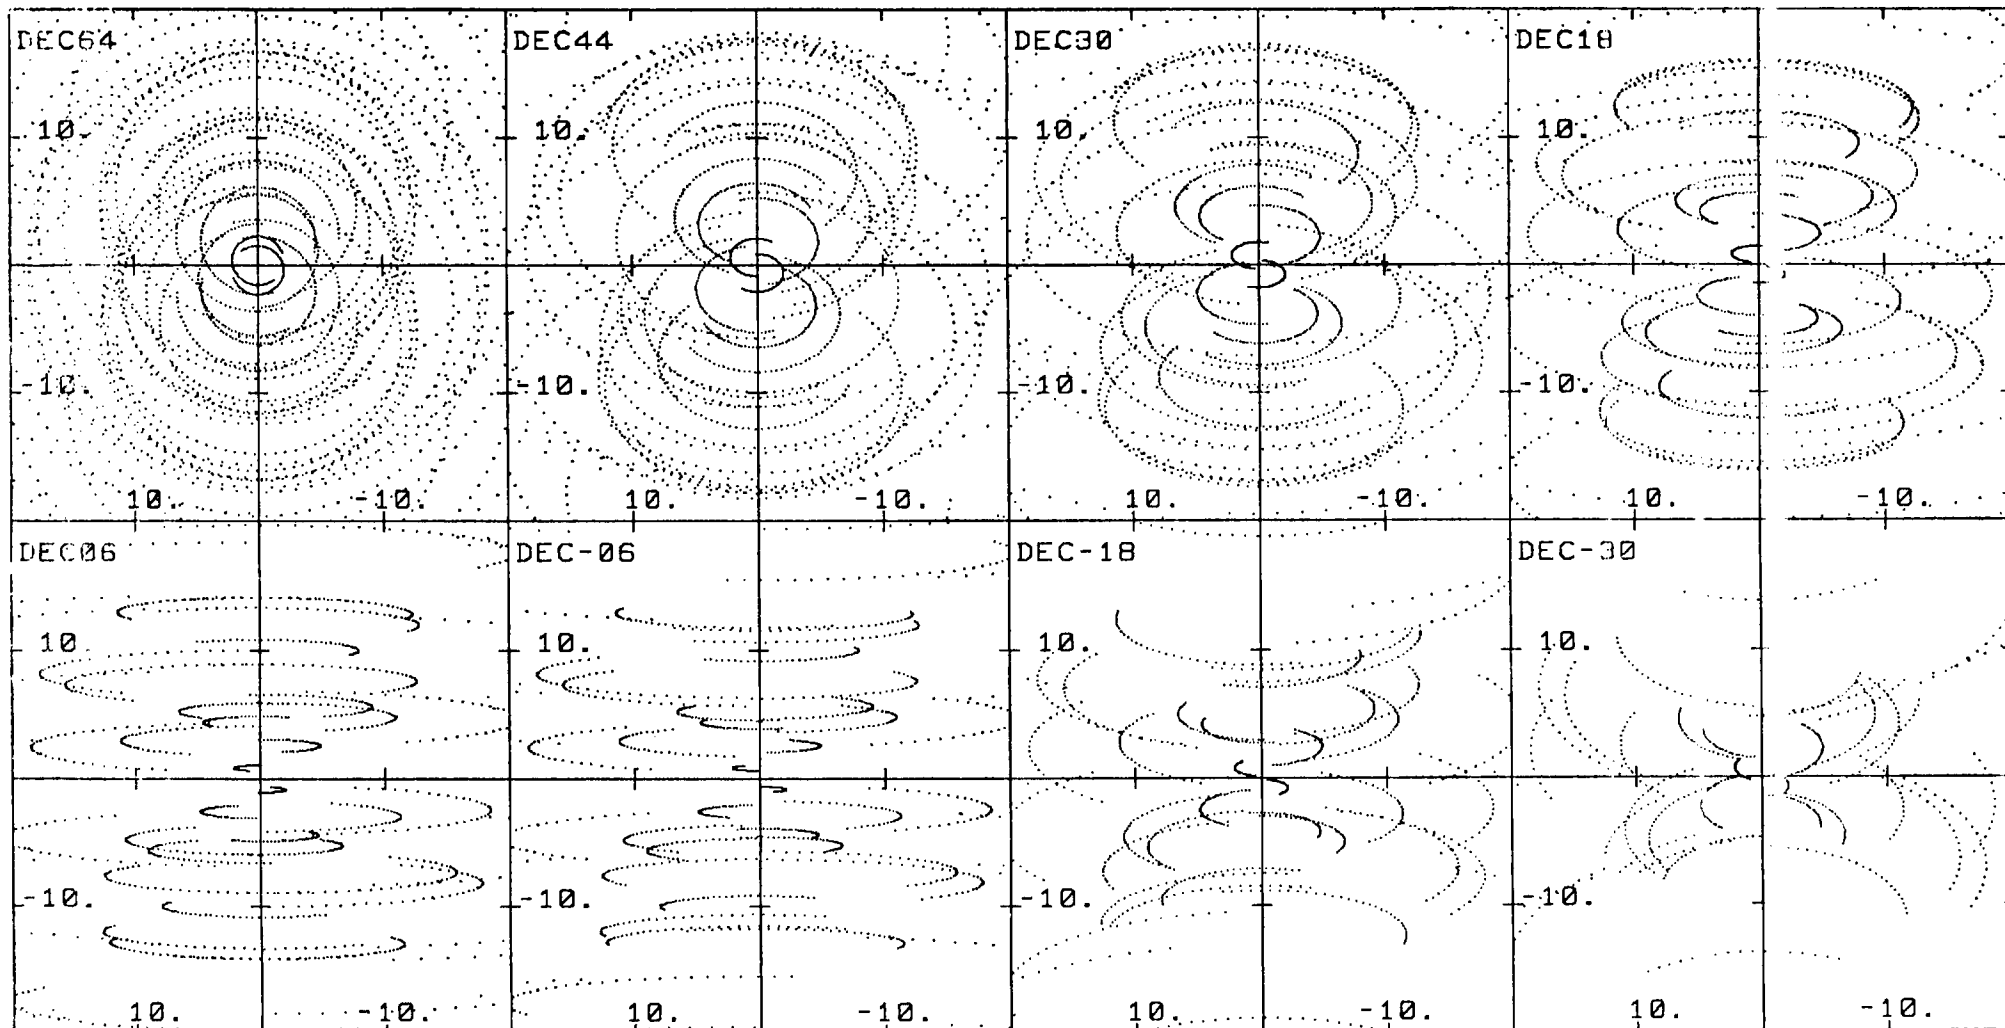 DEC64 DEC44 DEC30 DEC18
10. 10. 10. 10.
-10. -10. -10. -10.
10. -10. 10. -10. 10. -10. 10. -10.
DEC06 DEC-06 DEC-18 DEC-30
10 10. 10. 10.
-10. -10. -10. -10.
10. -10. 10. -10. 10. -10. 10. -10.